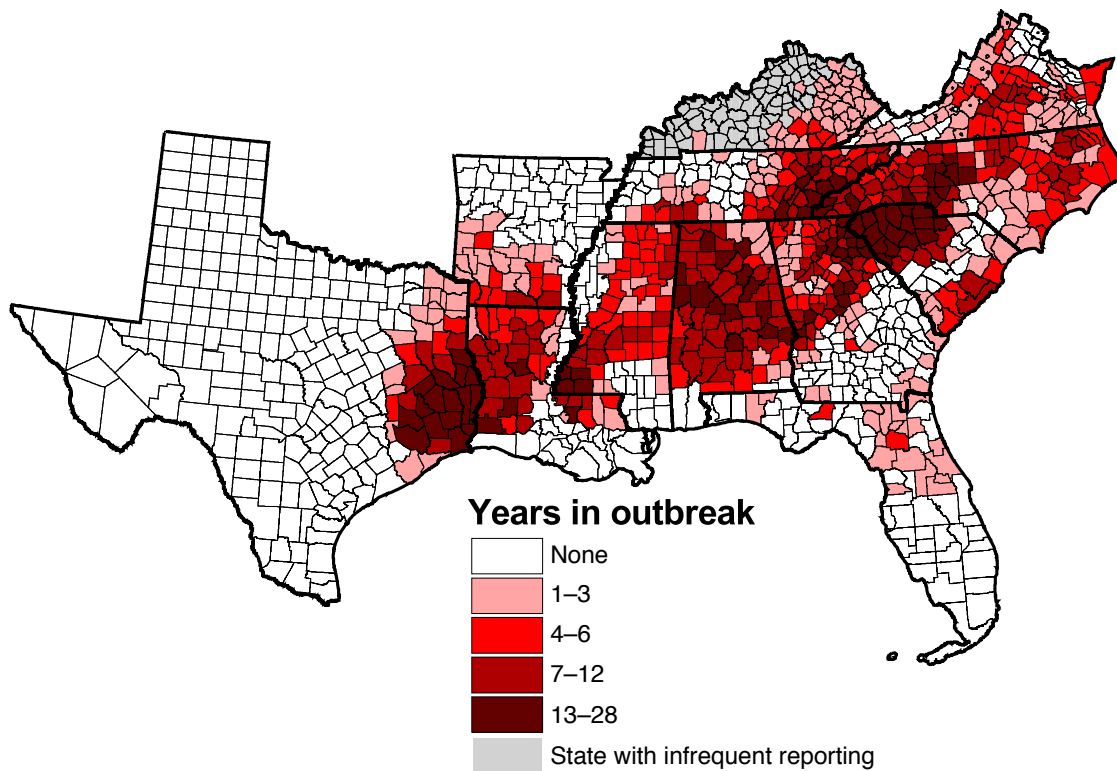 Years in outbreak
None
1–3
4–6
7–12
13–28
State with infrequent reporting